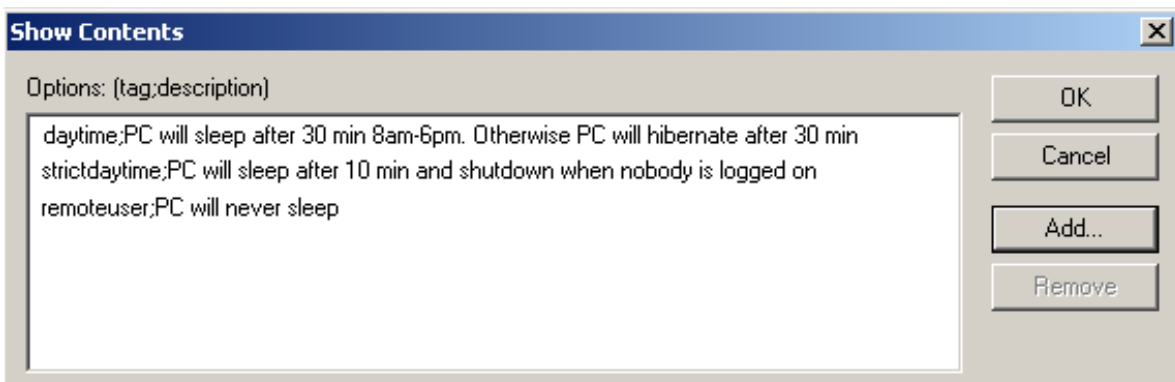 Show Contents
Options: (tag;description)
daytime;PC will sleep after 30 min 8am-6pm. Otherwise PC will hibernate after 30 min
strictdaytime;PC will sleep after 10 min and shutdown when nobody is logged on
remoteuser;PC will never sleep
OK
Cancel
Add...
Remove